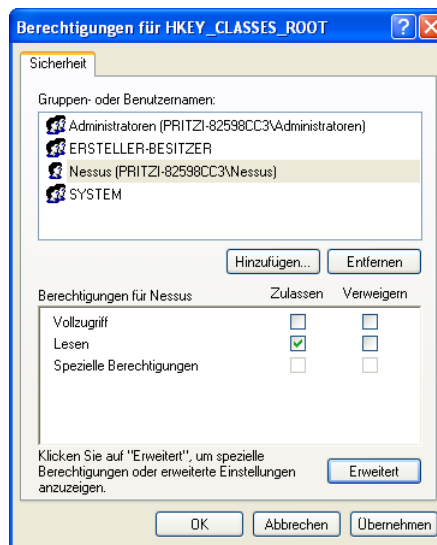 Berechtigungen für HKEY_CLASSES_ROOT
Sicherheit
Gruppen- oder Benutzernamen:
Administratoren (PRITZI-82598CC3\Administratoren)
ERSTELLER-BESITZER
Nessus (PRITZI-82598CC3\Nessus)
SYSTEM
Hinzufügen... Entfernen
Berechtigungen für Nessus Zulassen Verweigern
Vollzugriff
Lesen
Spezielle Berechtigungen
Klicken Sie auf "Erweitert", um spezielle
Berechtigungen oder erweiterte Einstellungen
anzuzeigen.
Erweitert
OK Abbrechen Übernehmen